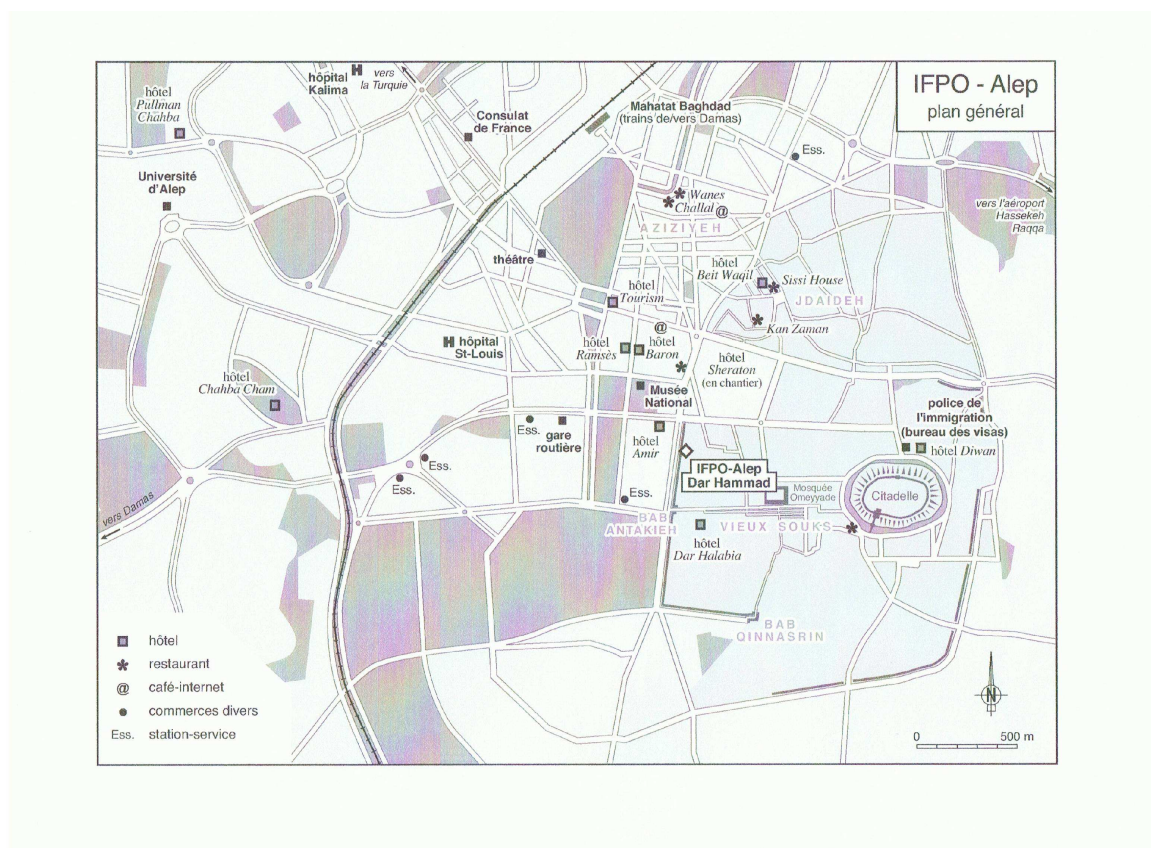 IFPO - Alep
plan général
hôpital
Kalima
H
vers
la Turquie
hôtel
Pullman
Chahba
Consulat
de France
Mahatat Baghdad
(trains de/vers Damas)
Ess.
Université
d'Alep
Wanes
Challal
@
vers l'aéroport
Hassekeh
Raqqa
AZIZIYEH
théâtre
hôtel
Beit Waqil
Sissi House
hôtel
Tourism
JDAIDEH
@
Kan Zaman
H hôpital
St-Louis
hôtel
Ramsès
hôtel
Baron
hôtel
Sheraton
(en chantier)
hôtel
Chahba Cham
Musée
National
police de
l'immigration
(bureau des visas)
Ess.
gare
routière
hôtel
Amir
hôtel Diwan
Ess.
IFPO-Alep
Dar Hammad
Ess.
Ess.
Mosquée
Omeyyade
Citadelle
vers Damas
BAB
ANTAKIEH
VIEUX SOUKS
hôtel
Dar Halabia
BAB
QINNASRIN
hôtel
restaurant
@ café-internet
commerces divers
Ess. station-service
N
0 500 m